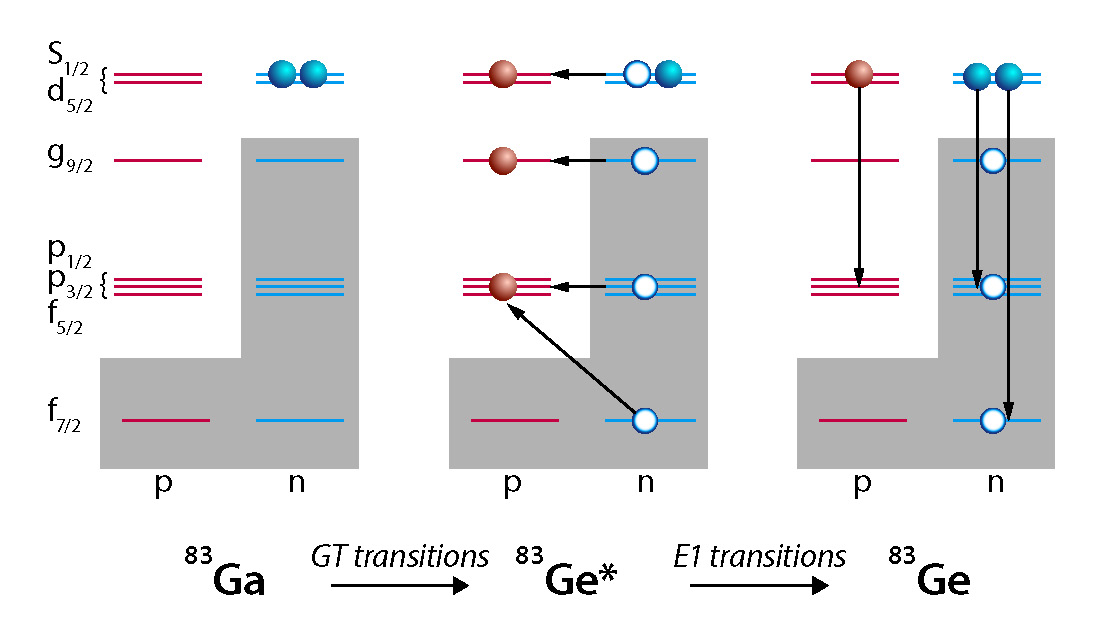 S1/2
d5/2
g9/2
p1/2
p3/2
f5/2
f7/2
p n p n p n
83Ga GT transitions 83Ge* E1 transitions 83Ge